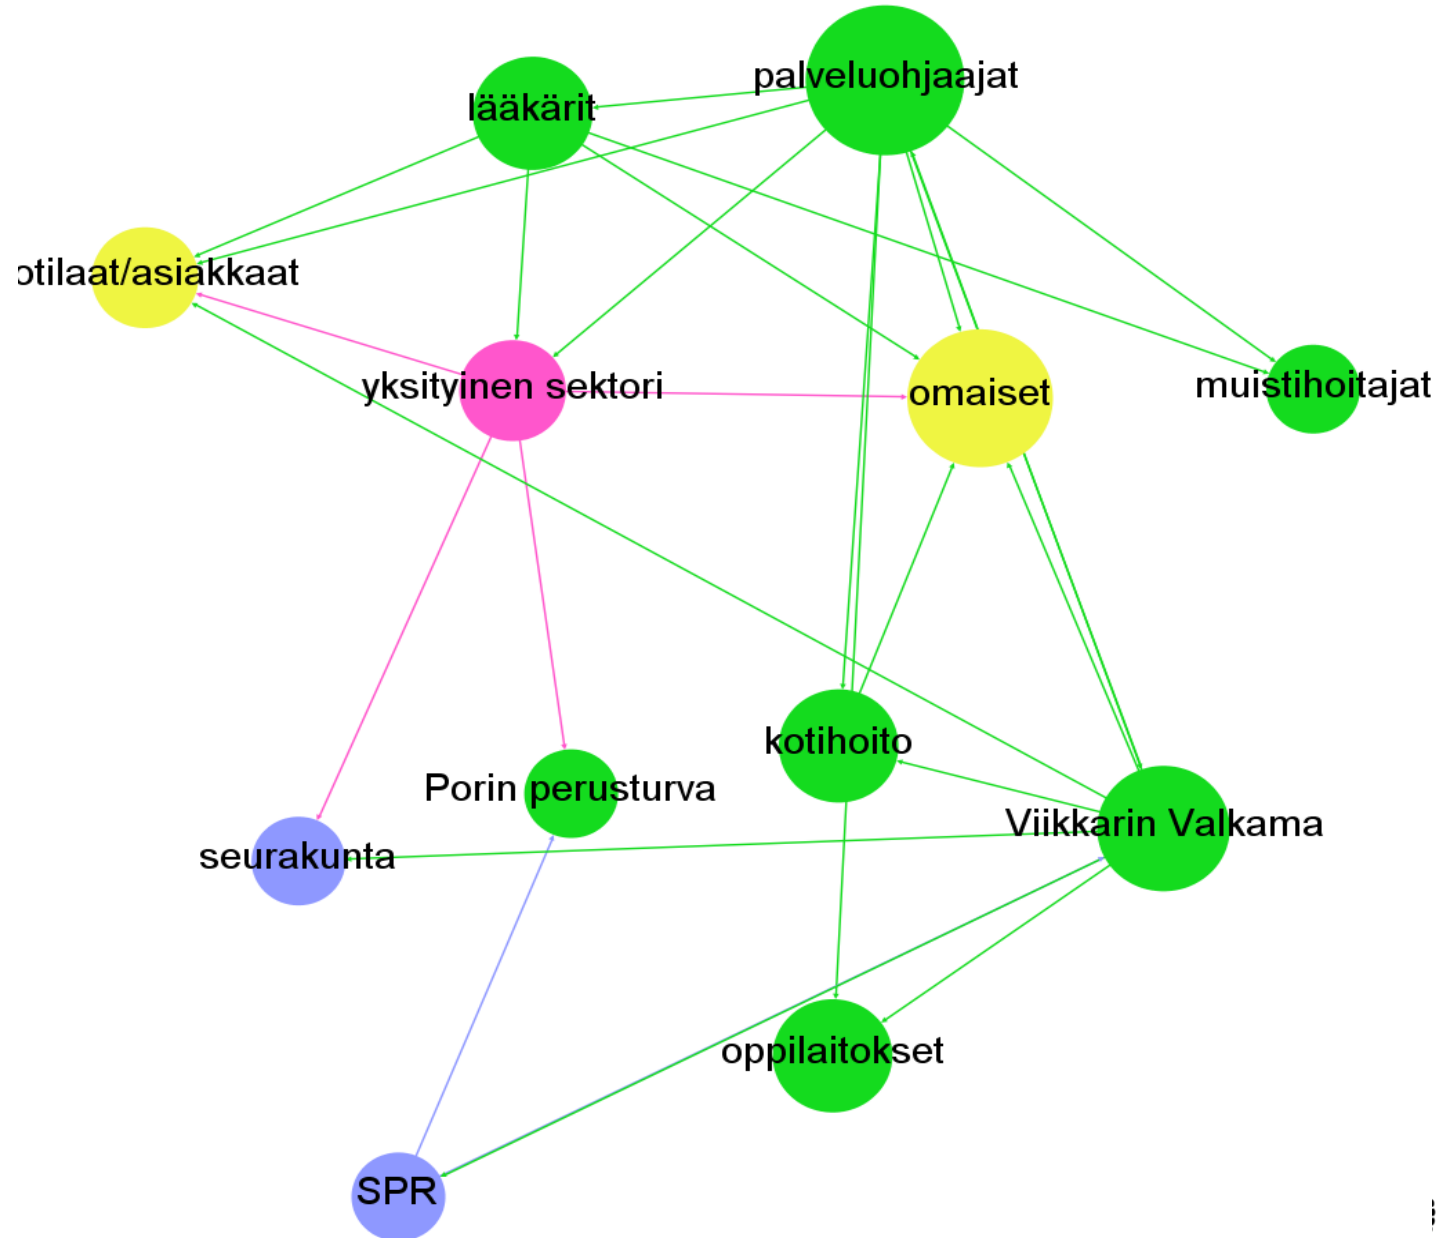 palveluohjaajat
lääkärit
otilaat/asiakkaat
yksityinen sektori
omaiset
muistihoitajat
kotihoito
Porin perusturva
Viikkarin Valkama
seurakunta
oppilaitokset
SPR